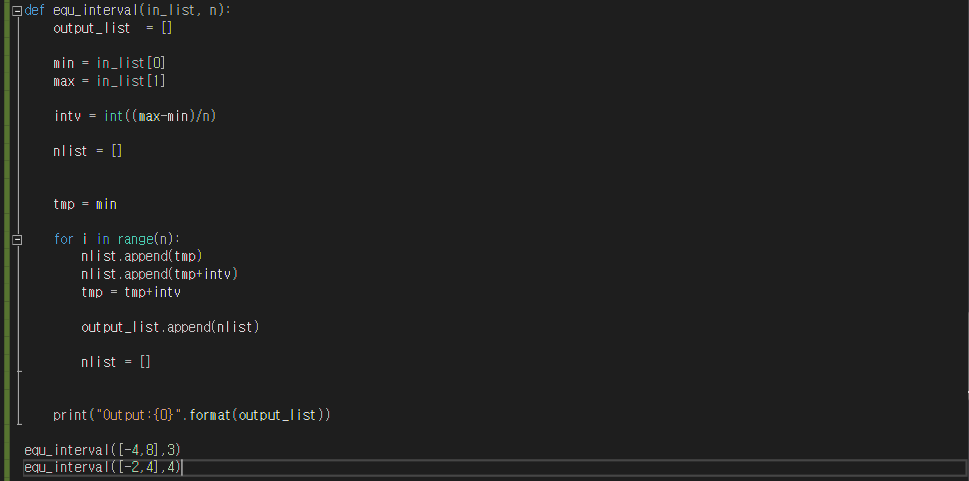 def equ_interval(in_list, n):
    output_list  = []
    min = in_list[0]
    max = in_list[1]
    intv = int((max-min)/n)
    nlist = []
    tmp = min
    for i in range(n):
        nlist.append(tmp)
        nlist.append(tmp+intv)
        tmp = tmp+intv
        output_list.append(nlist)
        nlist = []
    print("Output:{0}".format(output_list))
equ_interval([-4,8],3)
equ_interval([-2,4],4)